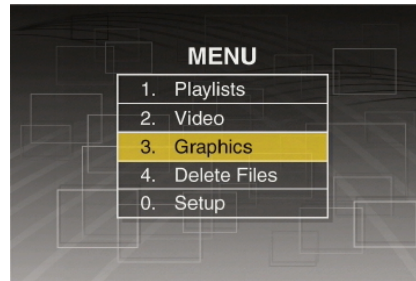 MENU
1. Playlists
2. Video
3. Graphics
4. Delete Files
0. Setup